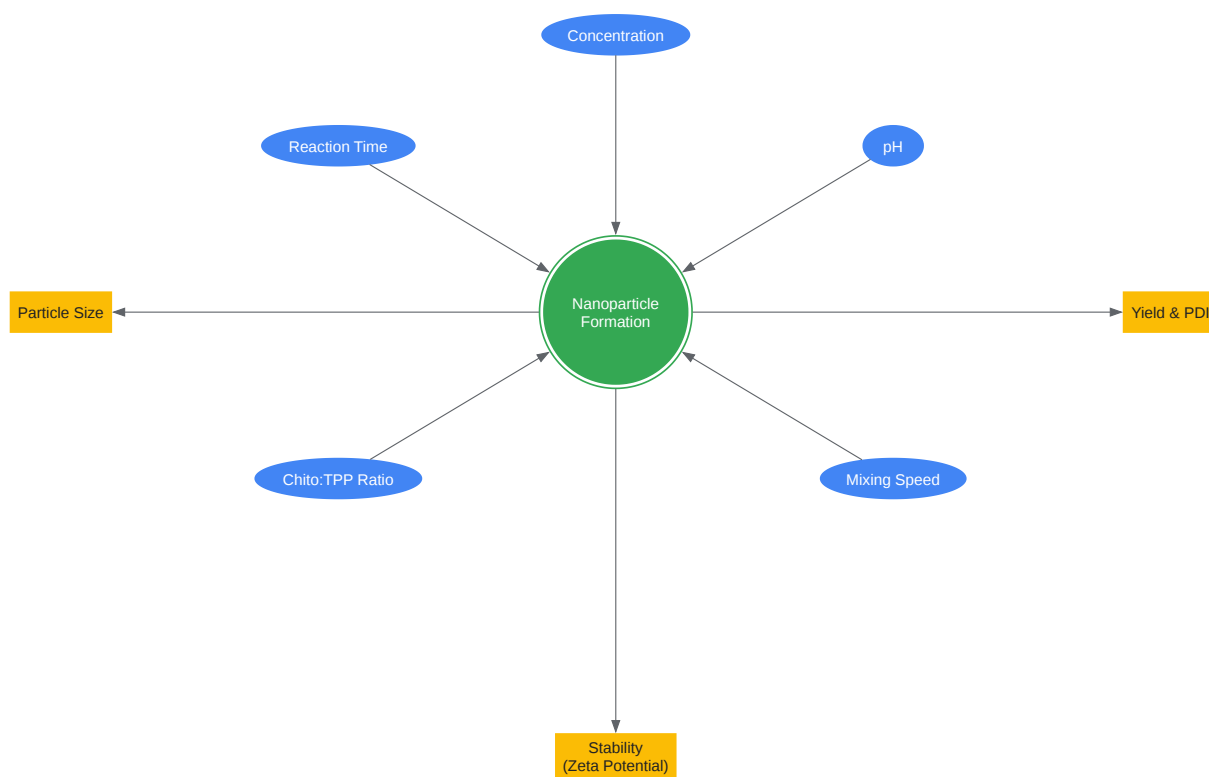 Concentration
Reaction Time
pH
Nanoparticle
Formation
Particle Size
Yield & PDI
Chito:TPP Ratio
Mixing Speed
Stability
(Zeta Potential)